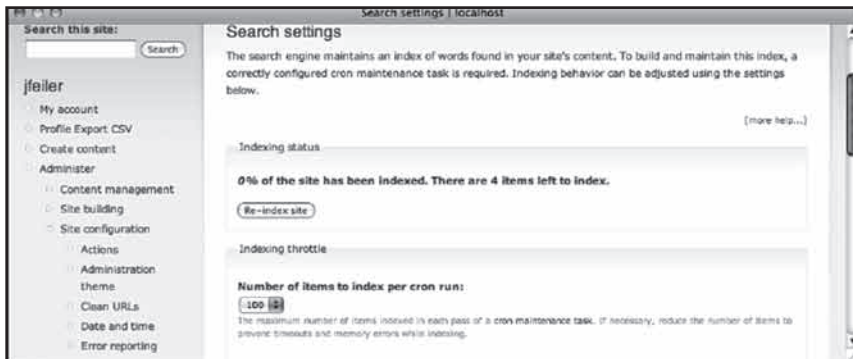 Search settings | localhost
Search this site:
Search
jfeiler
My account
Profile Export CSV
Create content
Administer
Content management
Site building
Site configuration
Actions
Administration
theme
Clean URLs
Date and time
Error reporting
Search settings
The search engine maintains an index of words found in your site's content. To build and maintain this index, a
correctly configured cron maintenance task is required. Indexing behavior can be adjusted using the settings
below.
[more help...]
Indexing status
0% of the site has been indexed. There are 4 items left to index.
Re-index site
Indexing throttle
Number of items to index per cron run:
100
The maximum number of items indexed in each pass of a cron maintenance task. If necessary, reduce the number of items to
prevent timeouts and memory errors while indexing.